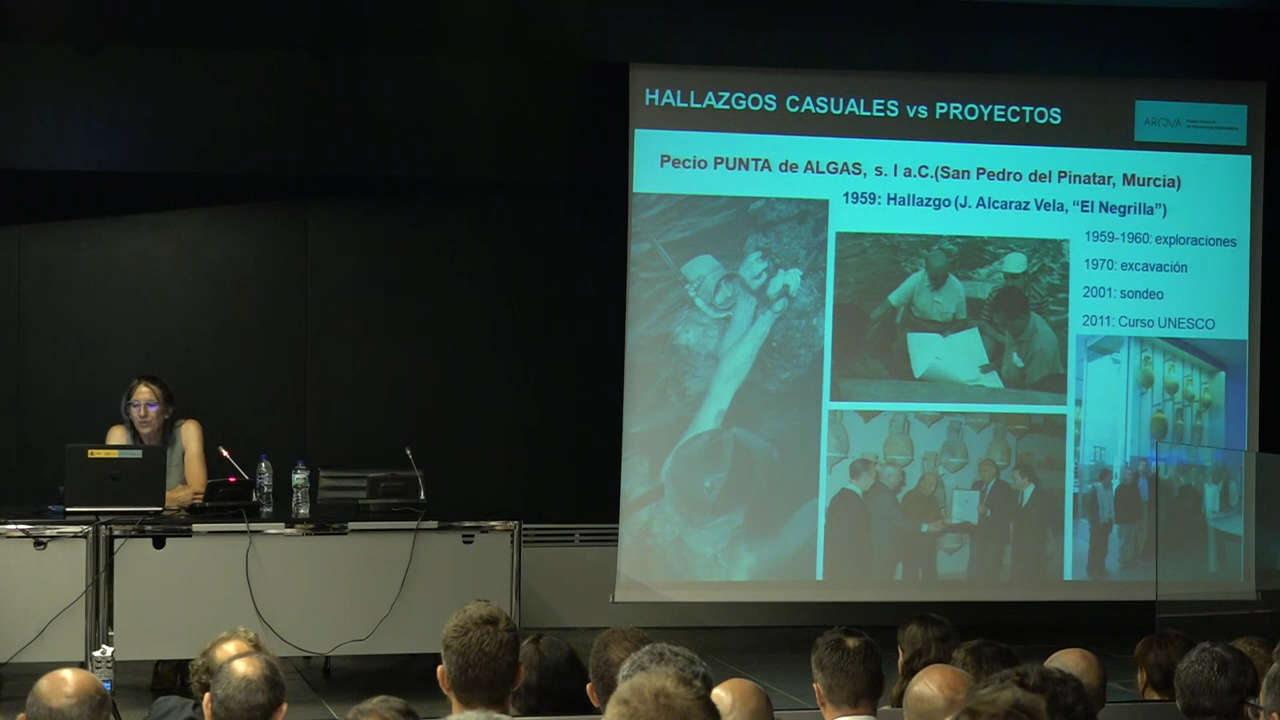 HALLAZGOS CASUALES vs PROYECTOS
ARQVA
Pecio PUNTA de ALGAS, s. I a.C.(San Pedro del Pinatar, Murcia)
1959: Hallazgo (J. Alcaraz Vela, “El Negrilla”)
1959-1960: exploraciones
1970: excavación
2001: sondeo
2011: Curso UNESCO